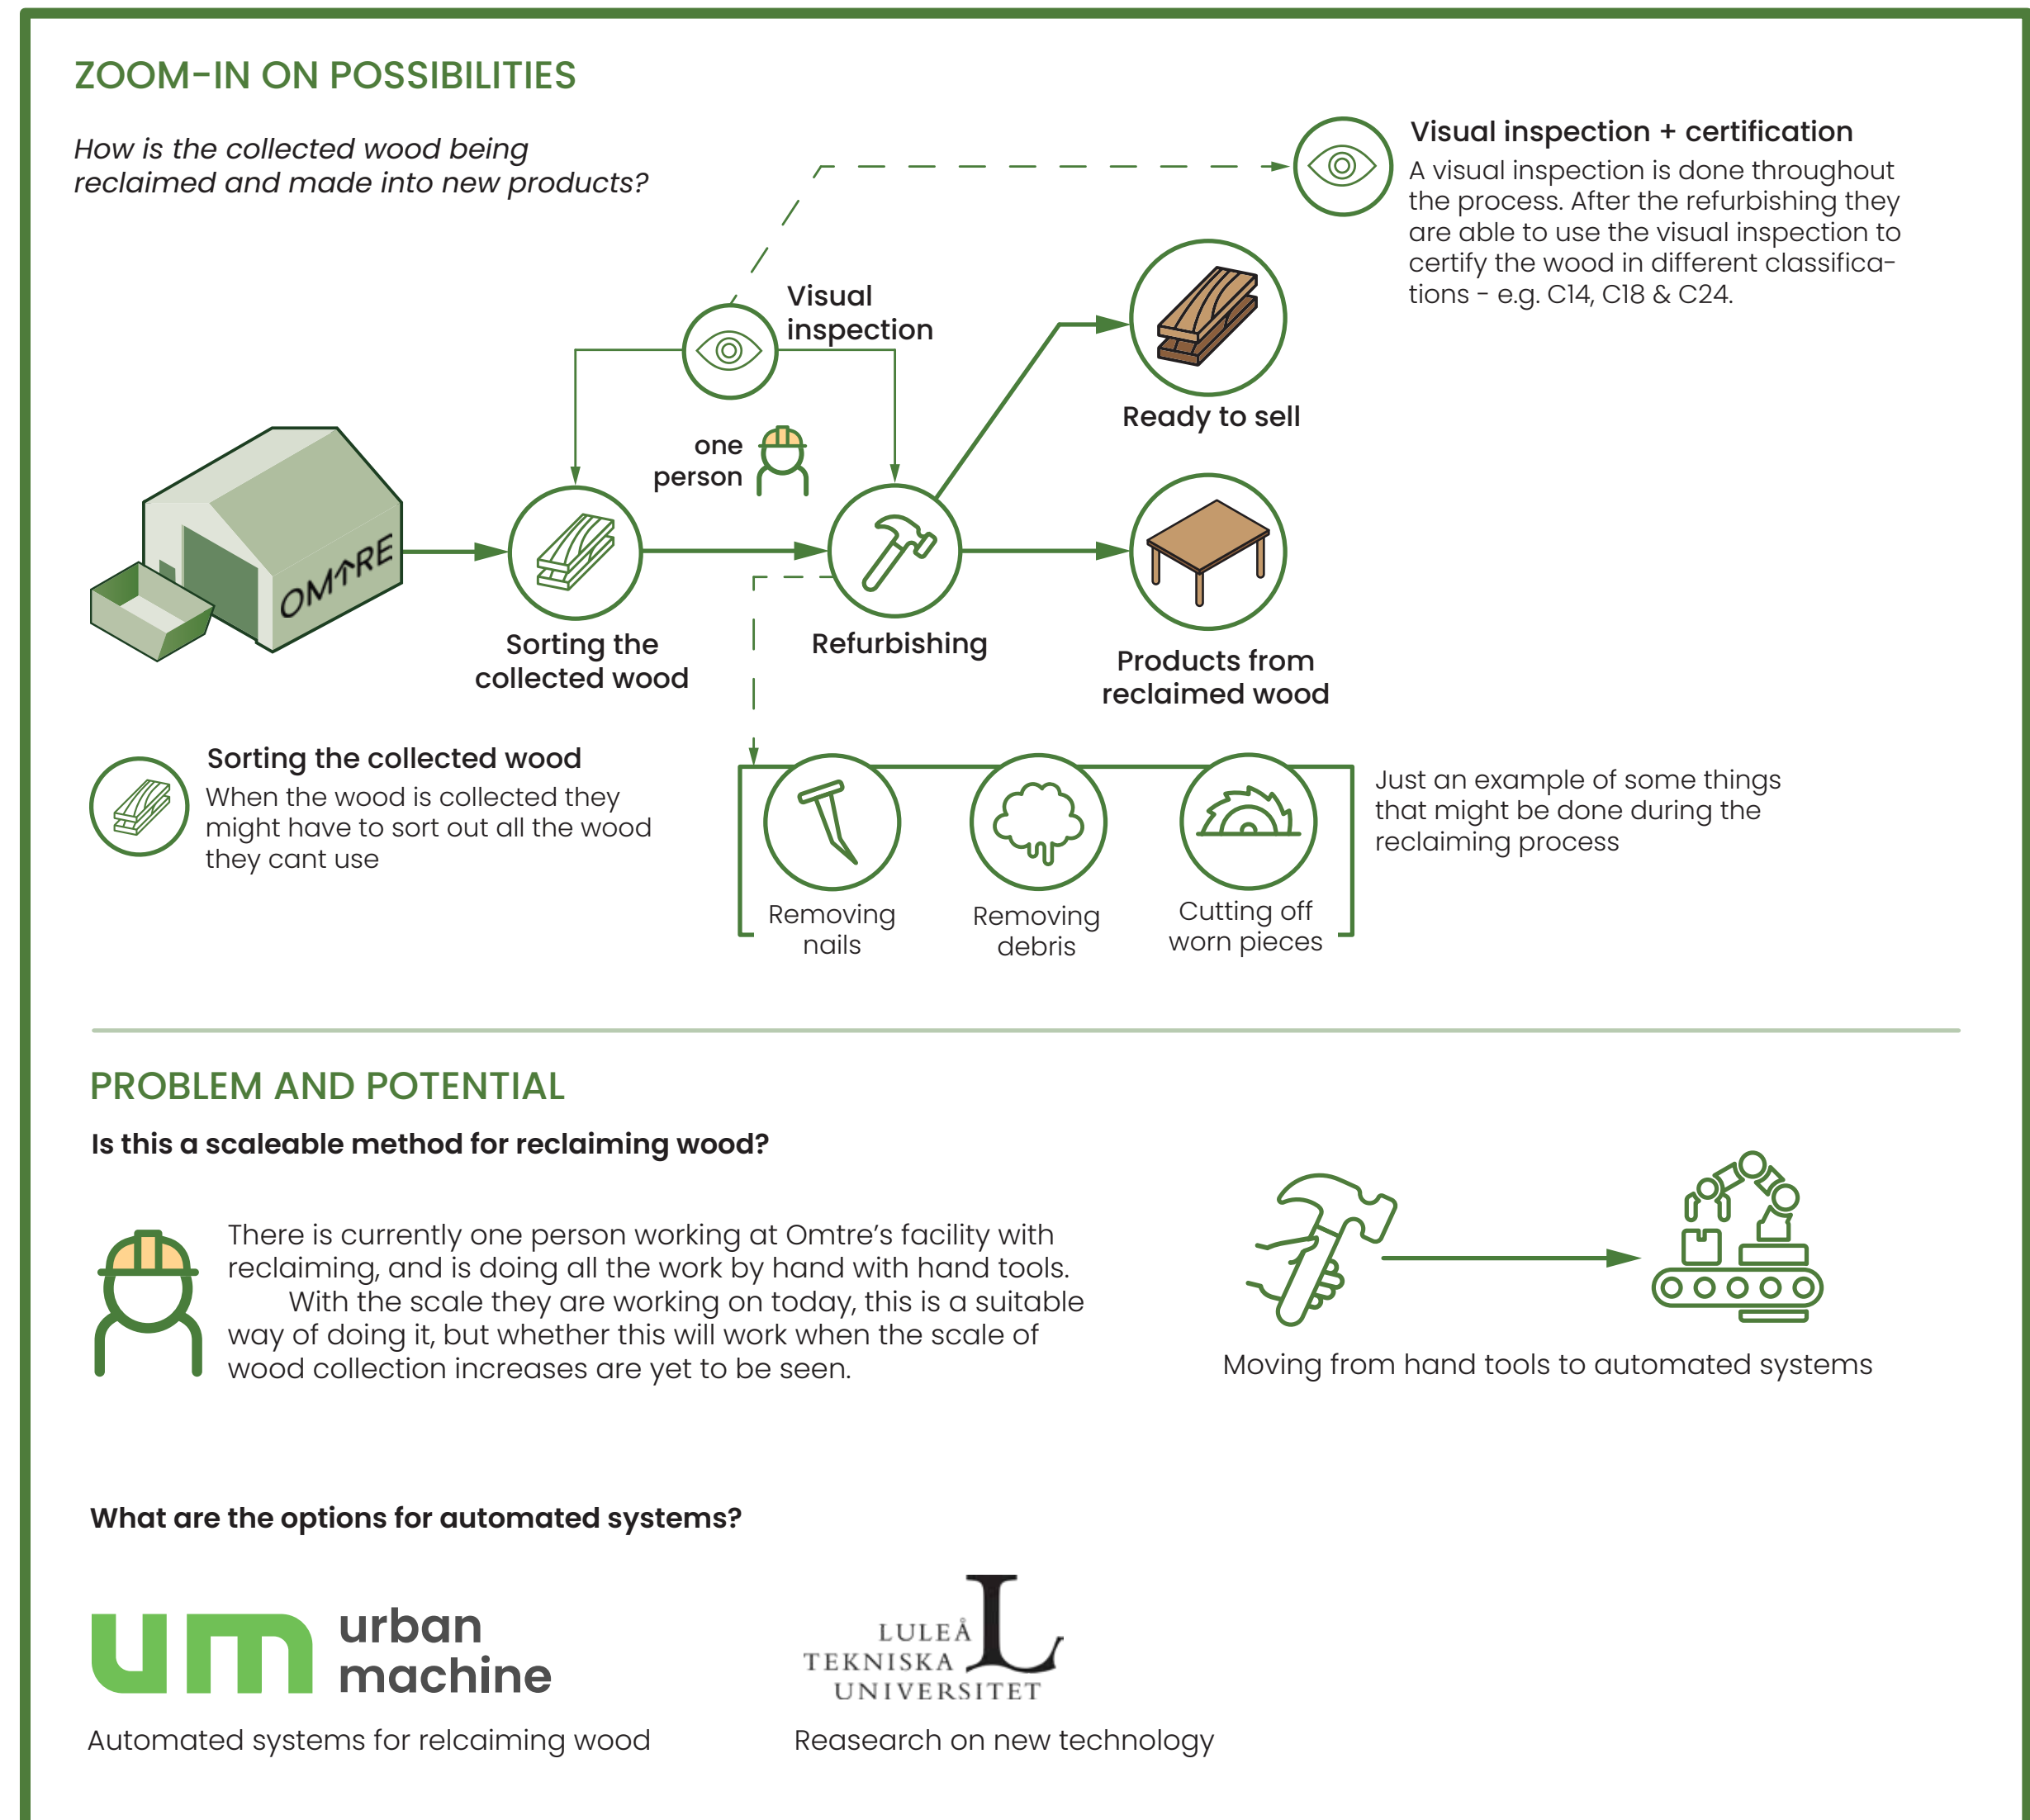 ZOOM-IN ON POSSIBILITIES
How is the collected wood being
reclaimed and made into new products?
Visual inspection + certification
A visual inspection is done throughout
the process. After the refurbishing they
are able to use the visual inspection to
certify the wood in different classifica-
tions - e.g. C14, C18 & C24.
Visual
inspection
one
person
Ready to sell
OMTRE
Sorting the
collected wood
Refurbishing
Products from
reclaimed wood
Sorting the collected wood
When the wood is collected they
might have to sort out all the wood
they cant use
Removing
nails
Removing
debris
Cutting off
worn pieces
Just an example of some things
that might be done during the
reclaiming process
PROBLEM AND POTENTIAL
Is this a scaleable method for reclaiming wood?
There is currently one person working at Omtre's facility with
reclaiming, and is doing all the work by hand with hand tools.
With the scale they are working on today, this is a suitable
way of doing it, but whether this will work when the scale of
wood collection increases are yet to be seen.
Moving from hand tools to automated systems
What are the options for automated systems?
um
urban
machine
Automated systems for relcaiming wood
L
LULEÅ
TEKNISKA
UNIVERSITET
Reasearch on new technology